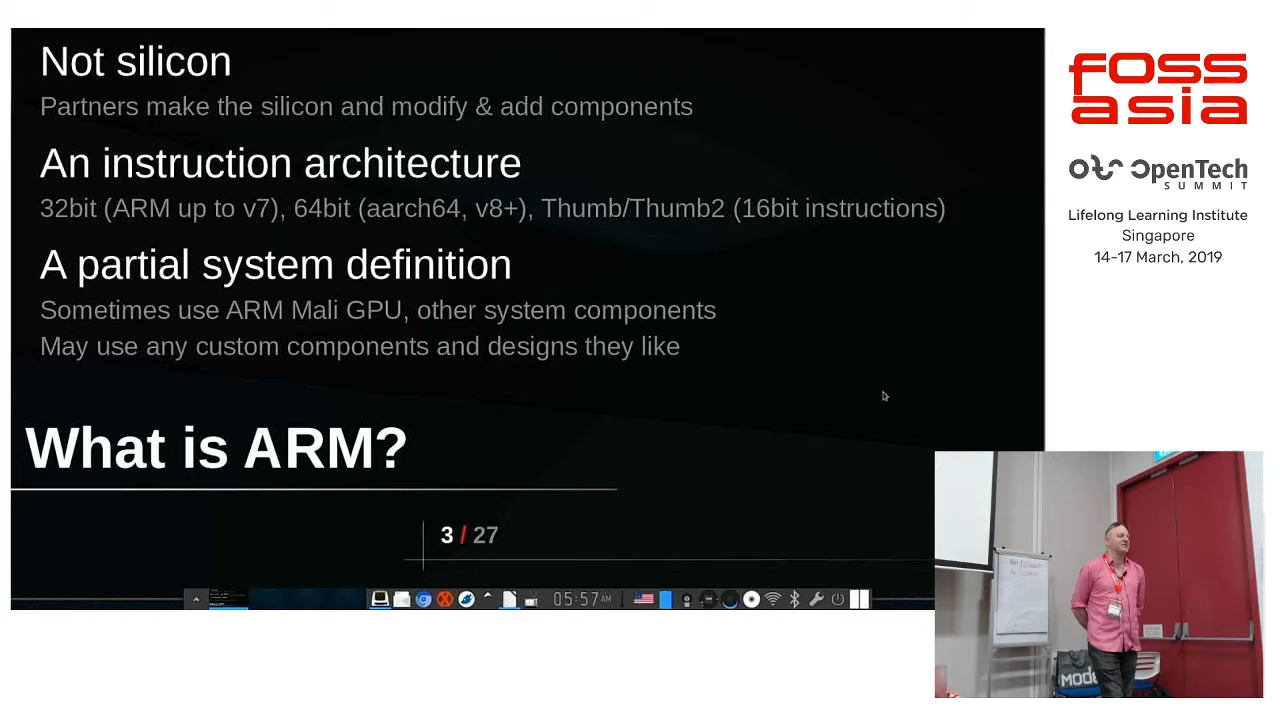 Not silicon
Partners make the silicon and modify & add components
An instruction architecture
32bit (ARM up to v7), 64bit (aarch64, v8+), Thumb/Thumb2 (16bit instructions)
A partial system definition
Sometimes use ARM Mali GPU, other system components
May use any custom components and designs they like
What is ARM?
3 / 27
05:57AM
FOSS
asia
OpenTech
SUMMIT
Lifelong Learning Institute
Singapore
14-17 March, 2019
MODE